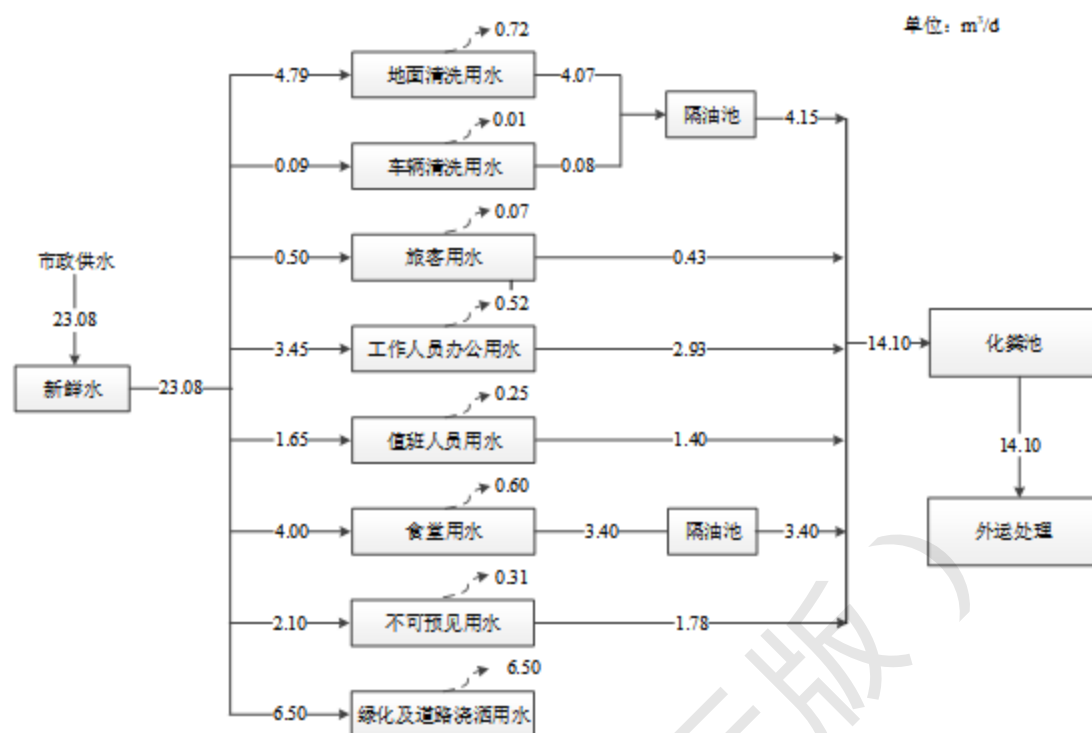 单位：m³/d
0.72
4.79
地面清洗用水
4.07
隔油池
4.15
0.01
0.09
车辆清洗用水
0.08
0.07
0.50
旅客用水
0.43
市政供水
23.08
新鲜水
23.08
0.52
3.45
工作人员办公用水
2.93
14.10
化粪池
0.25
1.65
值班人员用水
1.40
14.10
0.60
4.00
食堂用水
3.40
隔油池
3.40
外运处理
0.31
2.10
不可预见用水
1.78
6.50
6.50
绿化及道路浇洒用水
示版）